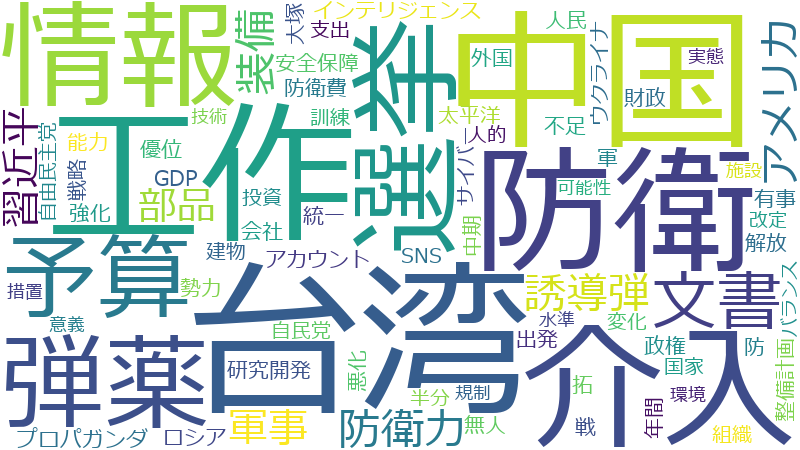 情報
装備
インテリジェンス
大塚
支出
安全保障
防衛費
技術
訓練
選挙
中国
人民
外国
ウクライナ
実態
財政
アメリカ
太平洋
人的
不足
サイバー
軍
可能性
施設
有事
改定
解放
習近平
自由民主党
能力
戦略
強化
優位
GDP
部品
工作
投資
統一
会社
防衛
予算
建物
アカウント
SNS
中期
措置
勢力
台湾
誘導弾
文書
バランス
意義
自民党
出発
水準
変化
政権
国家
防
整備計画
弾薬
研究開発
悪化
半分
規制
介入
拓
環境
年間
プロパガンダ
ロシア
軍事
防衛力
無人
戦
組織